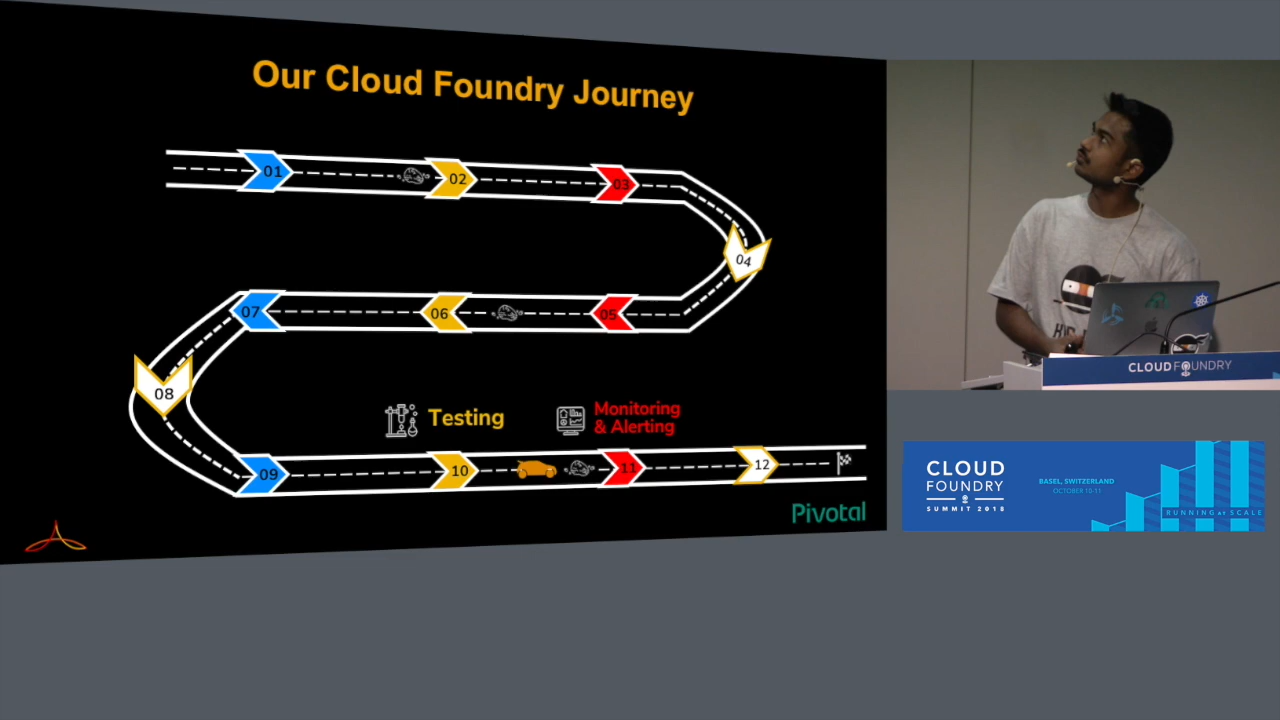 Our Cloud Foundry Journey
01
02
03
04
05
06
07
08
Testing
Monitoring
& Alerting
09
10
11
12
Pivotal
CLOUD FOUNDRY
CLOUD
FOUNDRY
SUMMIT 2018
BASEL, SWITZERLAND
OCTOBER 10-11
RUNNING at SCALE